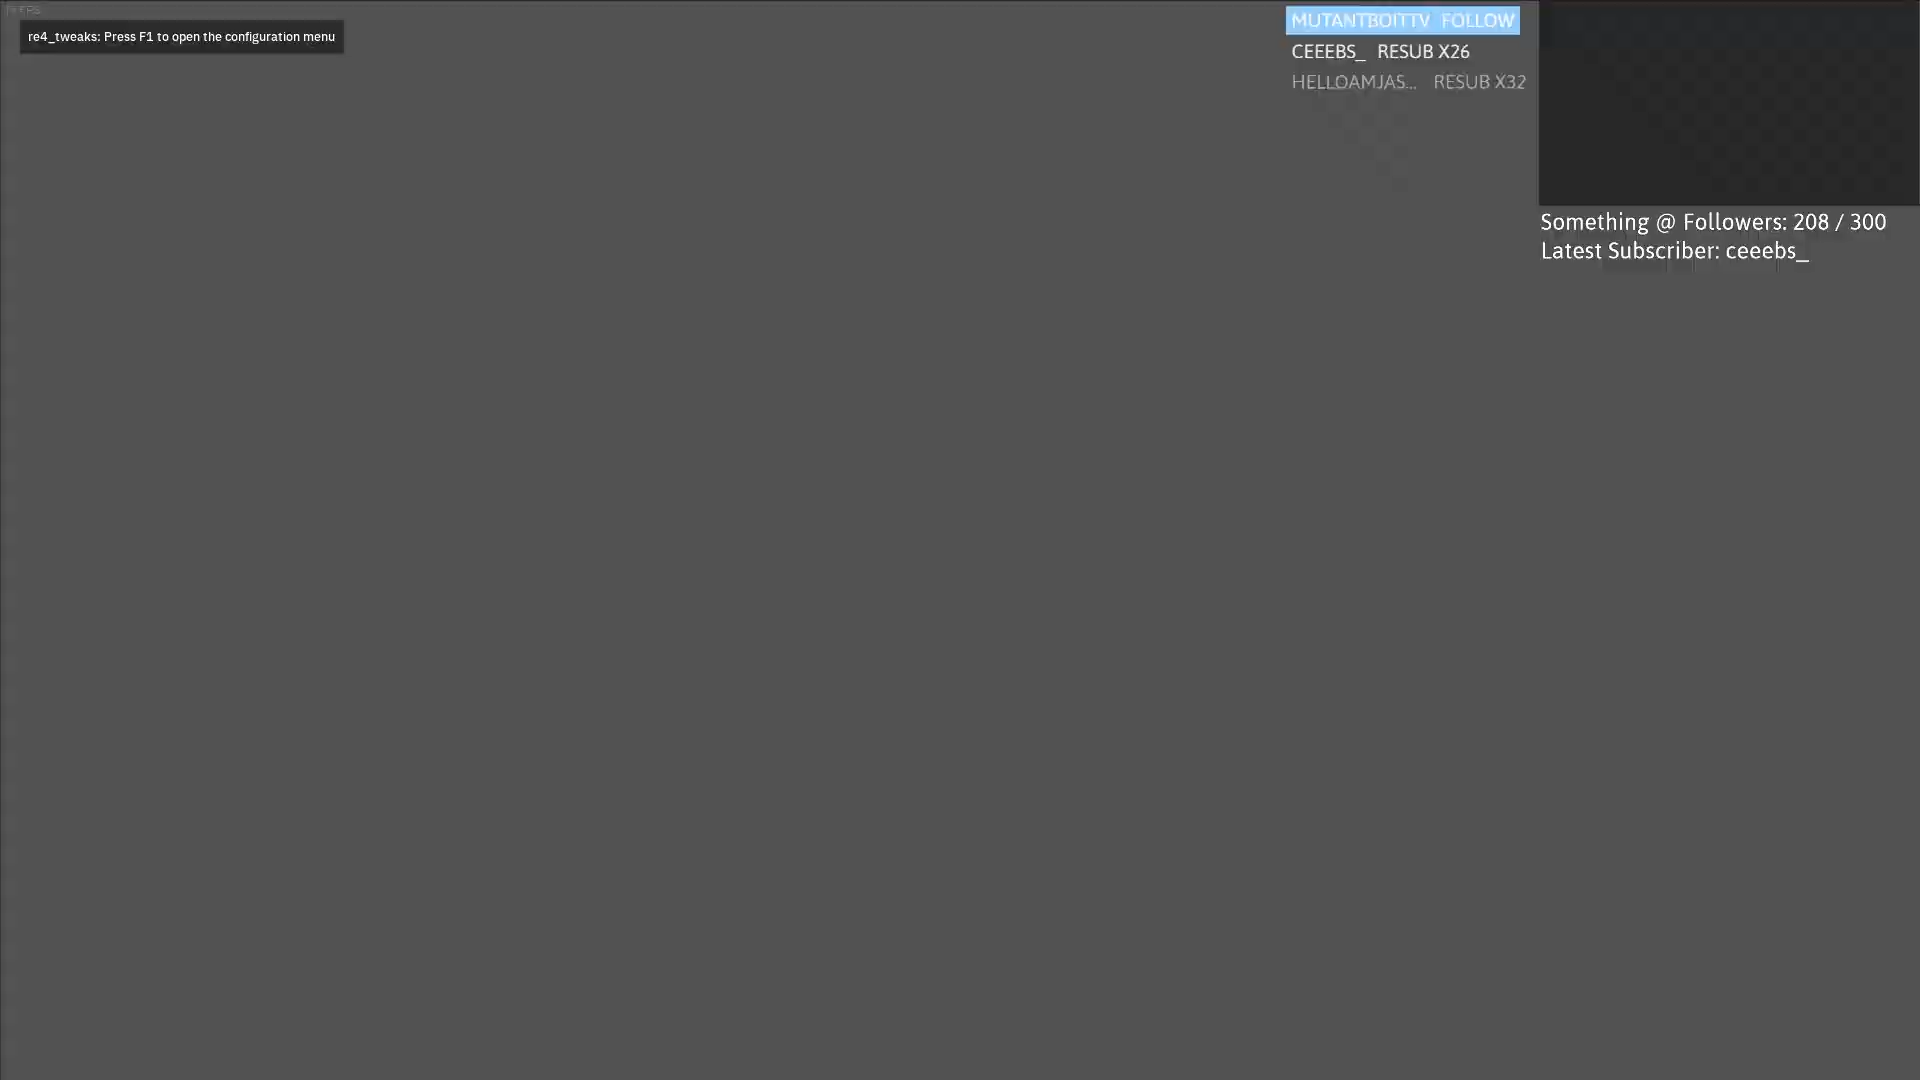 re4_tweaks: Press F1 to open the configuration menu
MUTANTBOITTV FOLLOW
CEEEBS_ RESUB X26
HELLOAMJAS... RESUB X32
Something @ Followers: 208 / 300
Latest Subscriber: ceeebs_